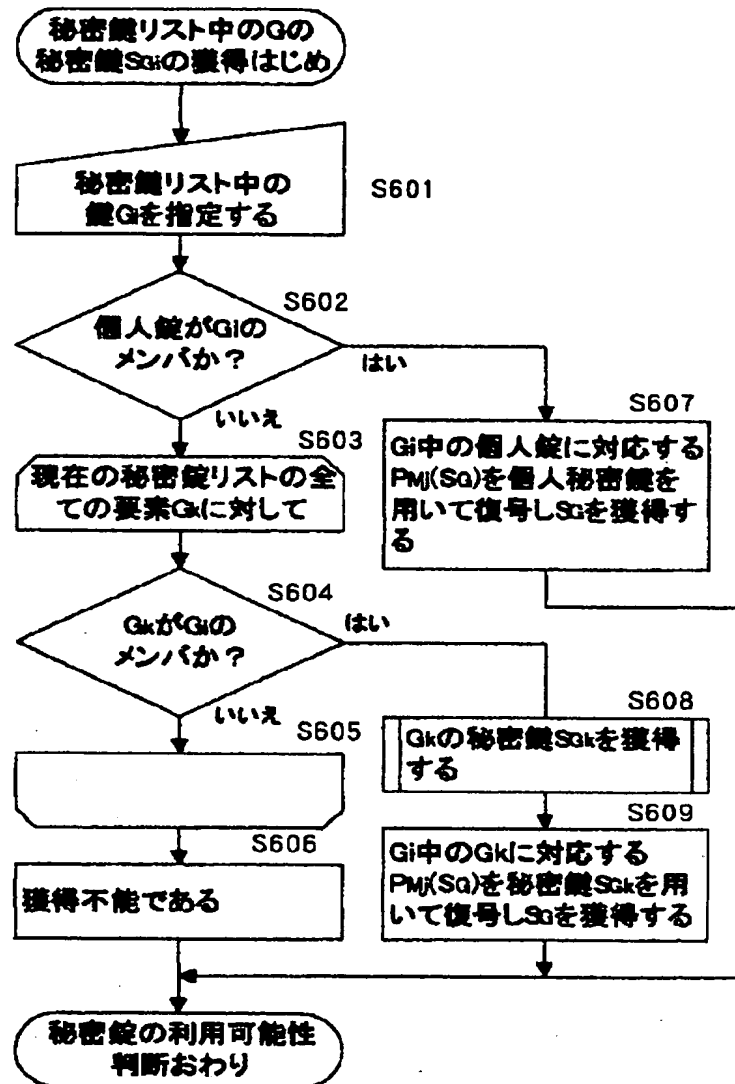 秘密鍵リスト中のGの
秘密鍵SGiの獲得はじめ
秘密鍵リスト中の
鍵Giを指定する
S601
S602
個人錠がGiの
メンバか？
はい
いいえ
S603
現在の秘密錠リストの全
ての要素Gkに対して
S607
Gi中の個人錠に対応する
PMj(SG)を個人秘密鍵を
用いて復号しSGを獲得す
る
S604
GkがGiの
メンバか？
はい
いいえ
S605
S608
Gkの秘密鍵SGkを獲得
する
S606
獲得不能である
S609
Gi中のGkに対応する
PMj(SG)を秘密鍵SGkを用
いて復号しSGを獲得する
秘密錠の利用可能性
判断おわり